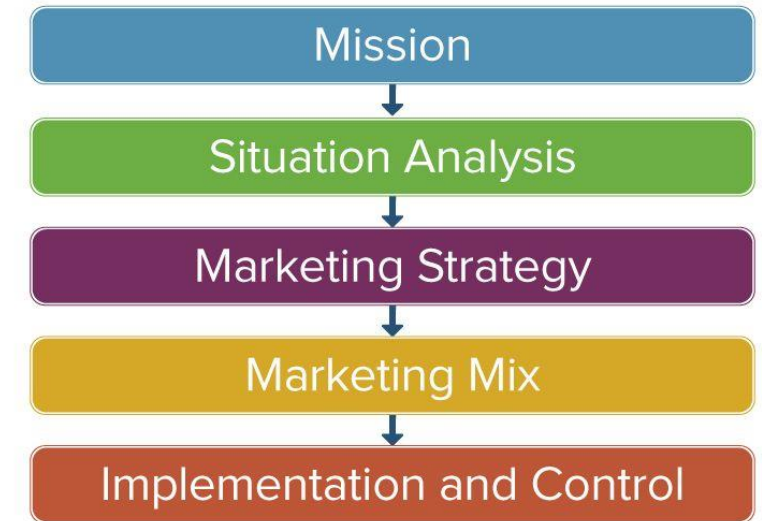 Mission
Situation Analysis
Marketing Strategy
Marketing Mix
Implementation and Control